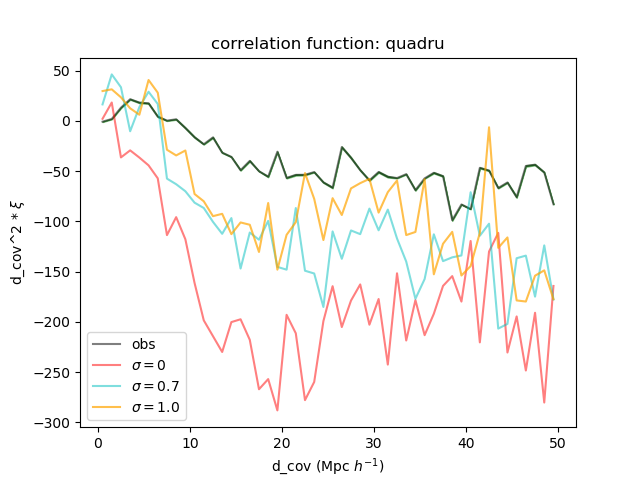 correlation function: quadru
d_cov^2 * ξ
50
0
−50
−100
−150
−200
−250
−300
obs
σ = 0
σ = 0.7
σ = 1.0
0 10 20 30 40 50
d_cov (Mpc h⁻¹)